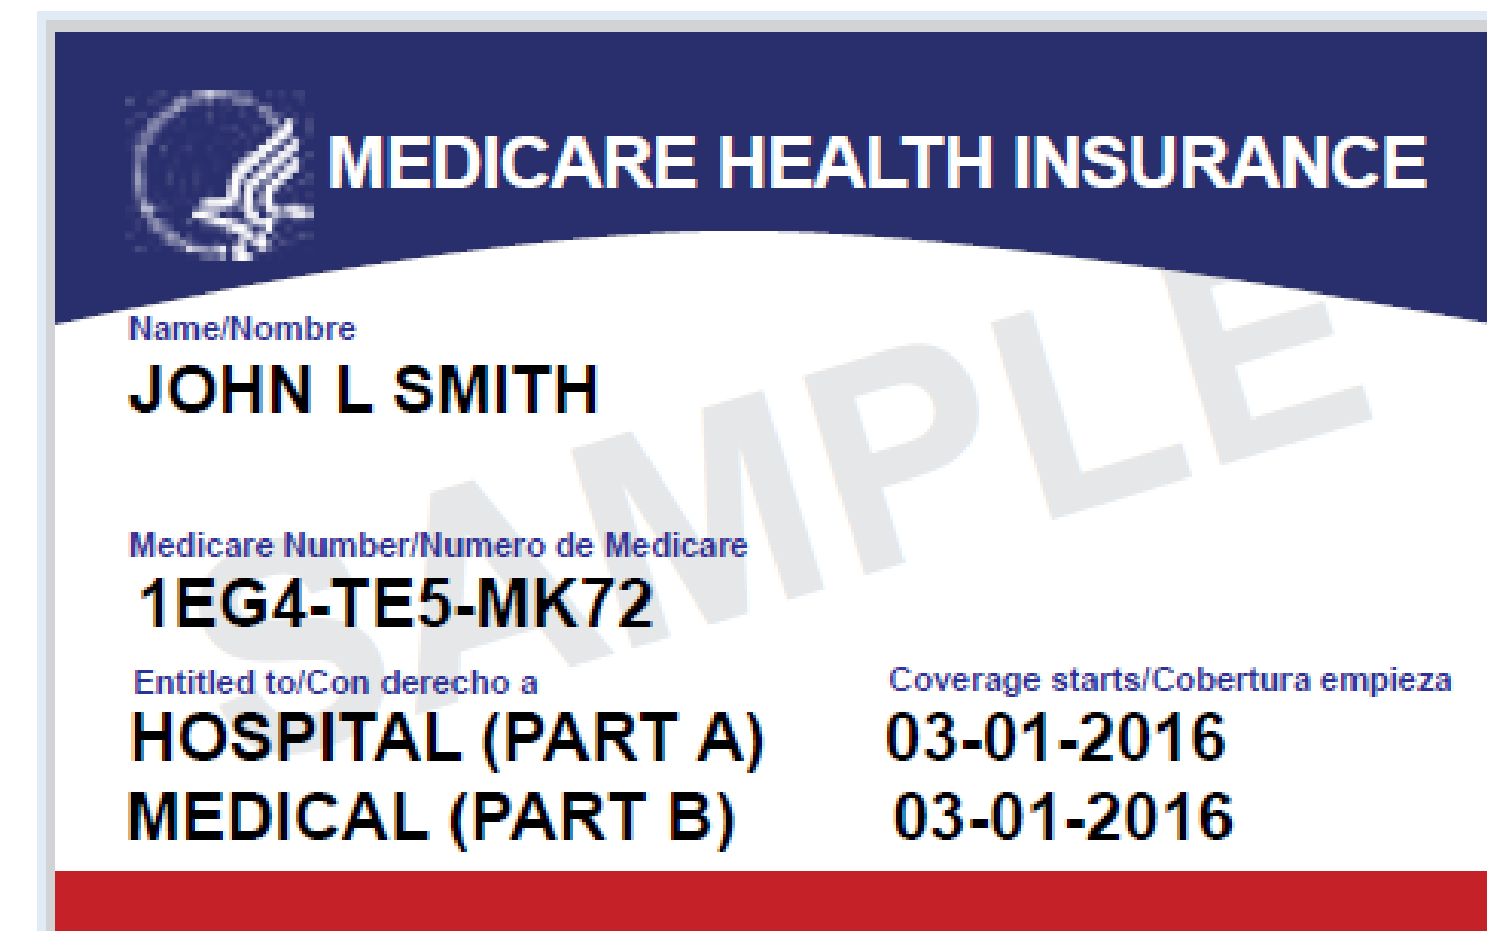 MEDICARE HEALTH INSURANCE
Name/Nombre
JOHN L SMITH
SAMPLE
Medicare Number/Numero de Medicare
1EG4-TE5-MK72
Entitled to/Con derecho a Coverage starts/Cobertura empieza
HOSPITAL (PART A) 03-01-2016
MEDICAL (PART B) 03-01-2016